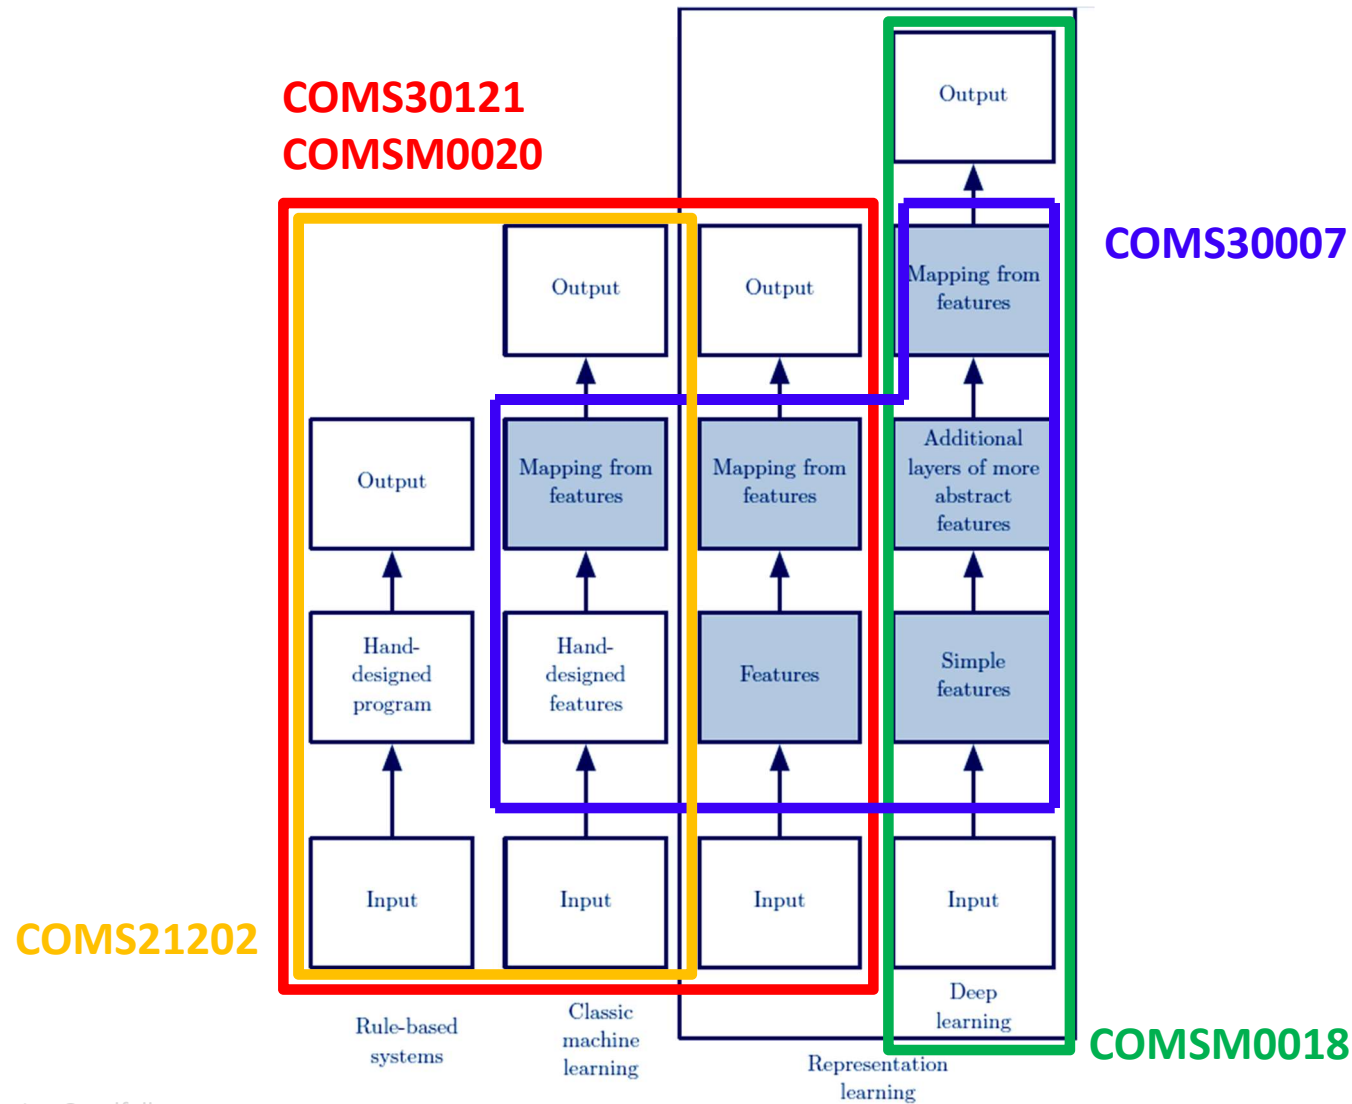 COMS30121
COMSM0020
COMS30007
COMS21202
COMSM0018
Output
Hand-
designed
program
Input
Rule-based
systems
Output
Mapping from
features
Hand-
designed
features
Input
Classic
machine
learning
Output
Mapping from
features
Features
Input
Output
Mapping from
features
Additional
layers of more
abstract
features
Simple
features
Input
Deep
learning
Representation
learning